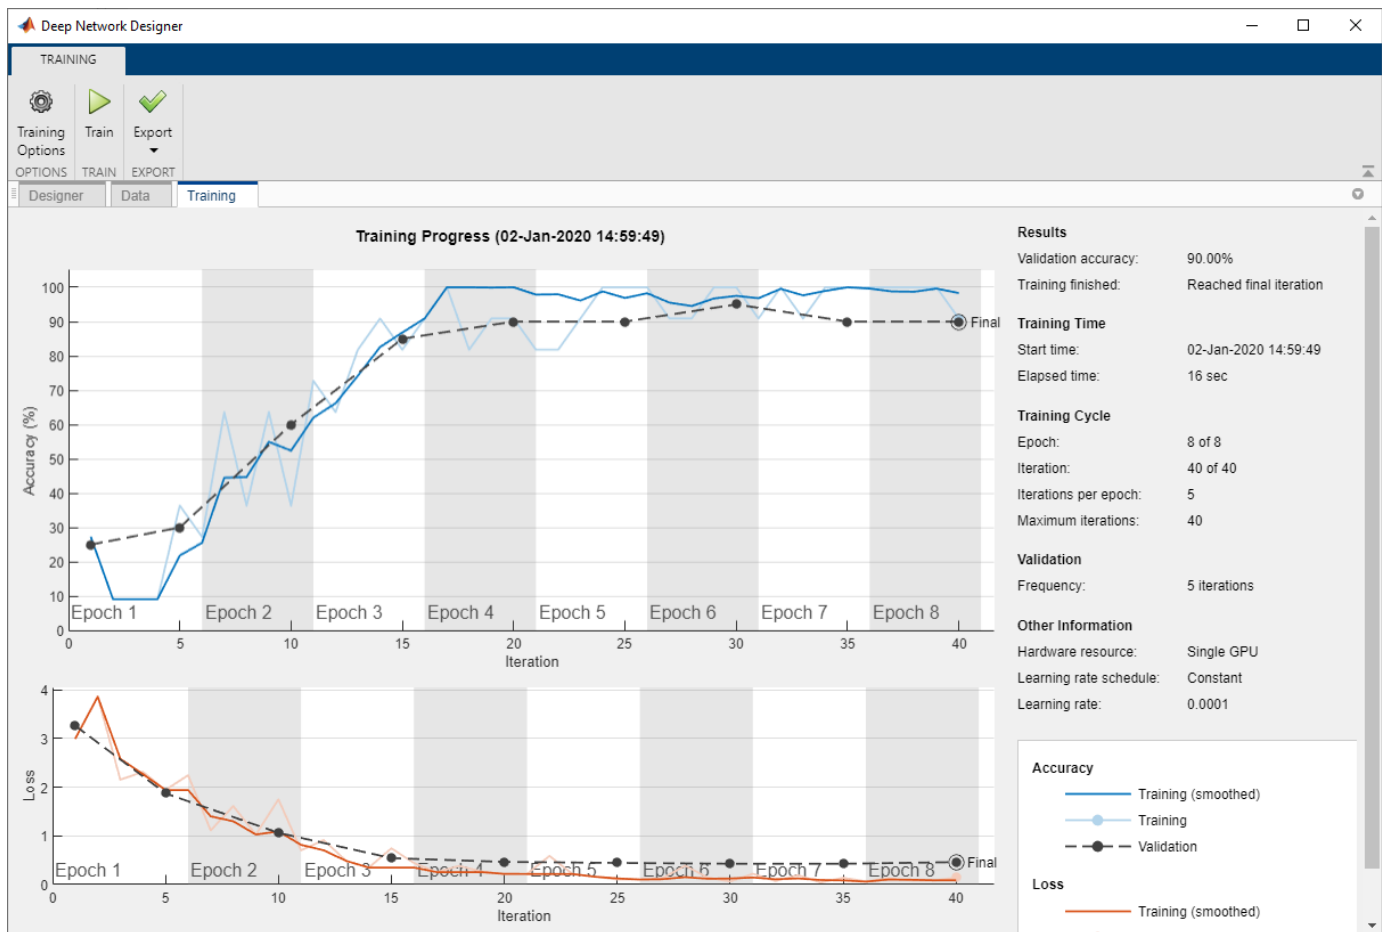 Deep Network Designer
TRAINING
Training Options
Train
Export
OPTIONS
TRAIN
EXPORT
Designer
Data
Training
Training Progress (02-Jan-2020 14:59:49)
Accuracy (%)
100
90
80
70
60
50
40
30
20
10
0
Final
Epoch 1
Epoch 2
Epoch 3
Epoch 4
Epoch 5
Epoch 6
Epoch 7
Epoch 8
0
5
10
15
20
25
30
35
40
Iteration
Loss
4
3
2
1
0
Final
Epoch 1
Epoch 2
Epoch 3
Epoch 4
Epoch 5
Epoch 6
Epoch 7
Epoch 8
0
5
10
15
20
25
30
35
40
Iteration
Results
Validation accuracy: 90.00%
Training finished: Reached final iteration
Training Time
Start time: 02-Jan-2020 14:59:49
Elapsed time: 16 sec
Training Cycle
Epoch: 8 of 8
Iteration: 40 of 40
Iterations per epoch: 5
Maximum iterations: 40
Validation
Frequency: 5 iterations
Other Information
Hardware resource: Single GPU
Learning rate schedule: Constant
Learning rate: 0.0001
Accuracy
Training (smoothed)
Training
Validation
Loss
Training (smoothed)